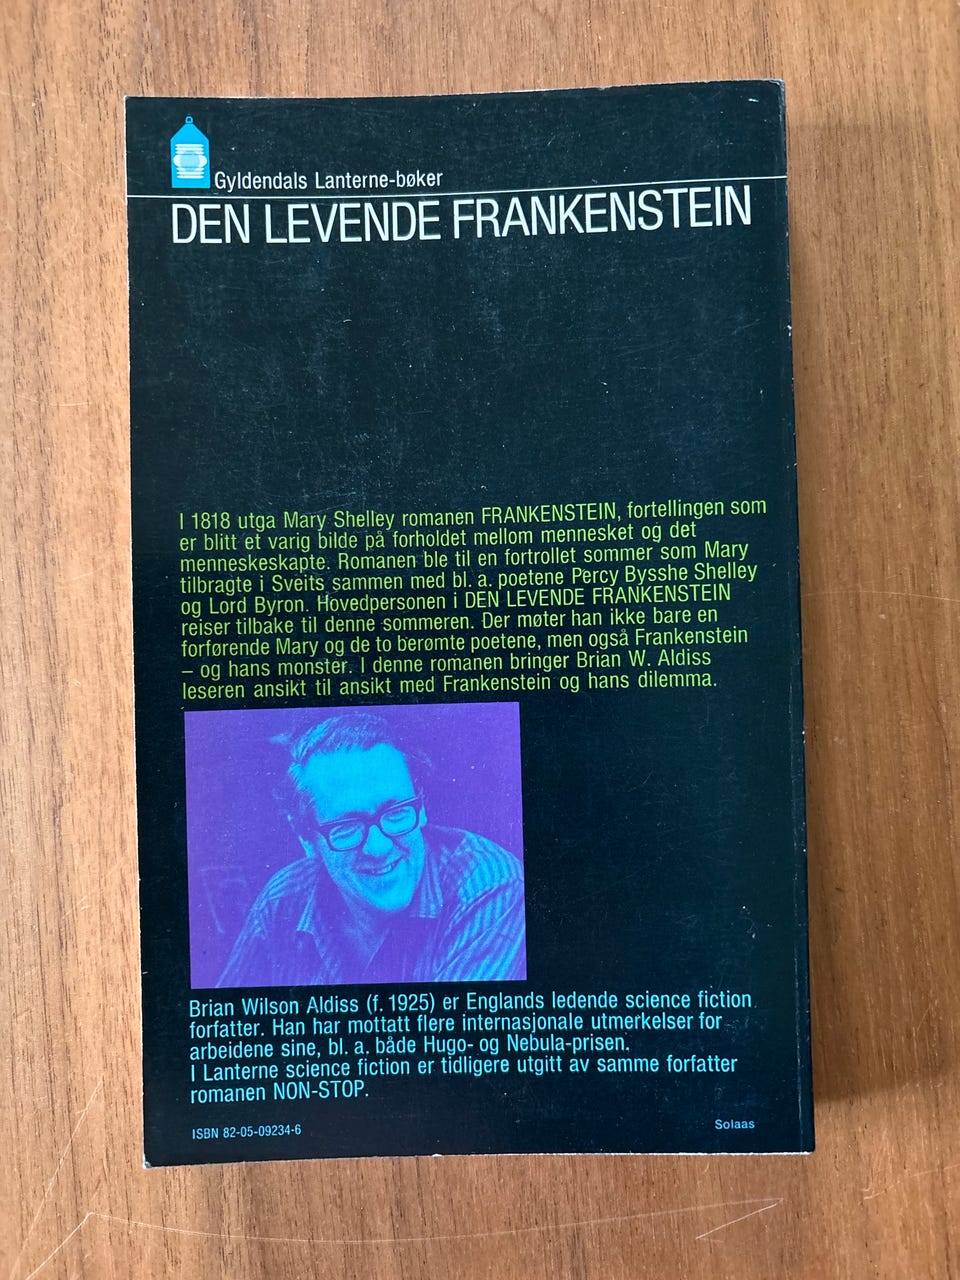 Gyldendals Lanterne-bøker
DEN LEVENDE FRANKENSTEIN
I 1818 utga Mary Shelley romanen FRANKENSTEIN, fortellingen som
er blitt et varig bilde på forholdet mellom mennesket og det
menneskeskapte. Romanen ble til en fortrollet sommer som Mary
tilbragte i Sveits sammen med bl. a. poetene Percy Bysshe Shelley
og Lord Byron. Hovedpersonen i DEN LEVENDE FRANKENSTEIN
reiser tilbake til denne sommeren. Der møter han ikke bare en
forførende Mary og de to berømte poetene, men også Frankenstein
– og hans monster. I denne romanen bringer Brian W. Aldiss
leseren ansikt til ansikt med Frankenstein og hans dilemma.
Brian Wilson Aldiss (f. 1925) er Englands ledende science fiction
forfatter. Han har mottatt flere internasjonale utmerkelser for
arbeidene sine, bl. a. både Hugo- og Nebula-prisen.
I Lanterne science fiction er tidligere utgitt av samme forfatter
romanen NON-STOP.
ISBN 82-05-09234-6
Solaas